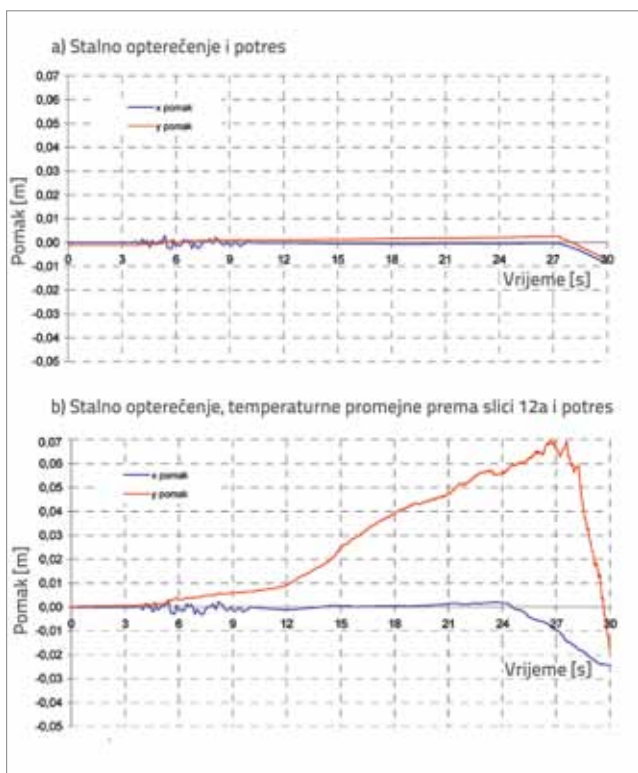 a) Stalno opterečenje i potres
0,07
0,06
0,05
0,04
0,03
0,02
0,01
0,00
-0,01
-0,02
-0,03
-0,04
-0,05
x pomak
y pomak
Pomak [m]
0 3 6 9 12 15 18 21 24 27 30
Vrijeme [s]
b) Stalno opterečenje, temperaturne promejne prema slici 12a i potres
0,07
0,06
0,05
0,04
0,03
0,02
0,01
0,00
-0,01
-0,02
-0,03
-0,04
-0,05
x pomak
y pomak
Pomak [m]
0 3 6 9 12 15 18 21 24 27 30
Vrijeme [s]